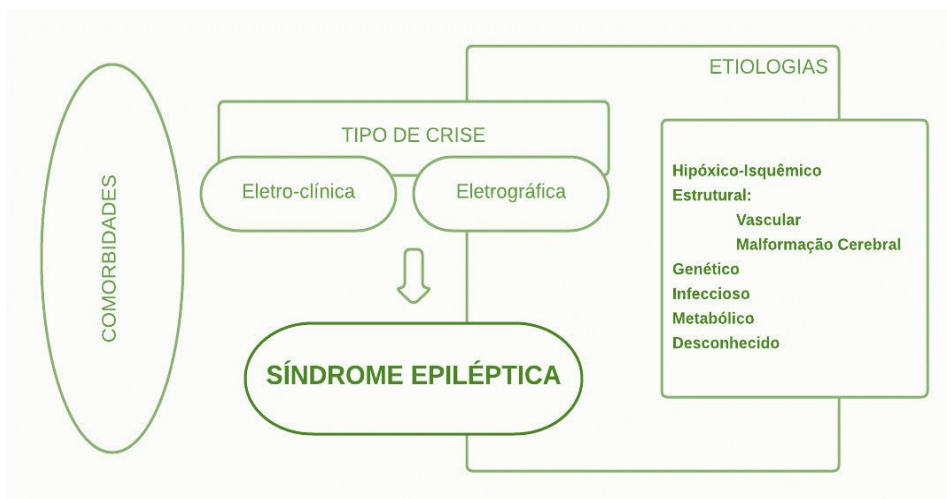 COMORBIDADES
ETIOLOGIAS
TIPO DE CRISE
Eletro-clínica
Eletrográfica
SÍNDROME EPILÉPTICA
Hipóxico-Isquêmico
Estrutural:
Vascular
Malformação Cerebral
Genético
Infeccioso
Metabólico
Desconhecido